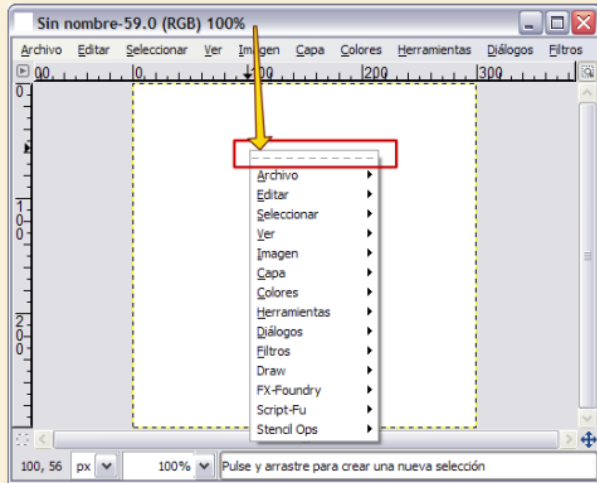 Sin nombre-59.0 (RGB) 100%
Archivo Editar Seleccionar Ver Imagen Capa Colores Herramientas Diálogos Filtros
0 100 200 300
0
100
200
Archivo
Editar
Seleccionar
Ver
Imagen
Capa
Colores
Herramientas
Diálogos
Filtros
Draw
FX-Foundry
Script-Fu
Stencil Ops
100, 56 px 100% Pulse y arrastre para crear una nueva selección